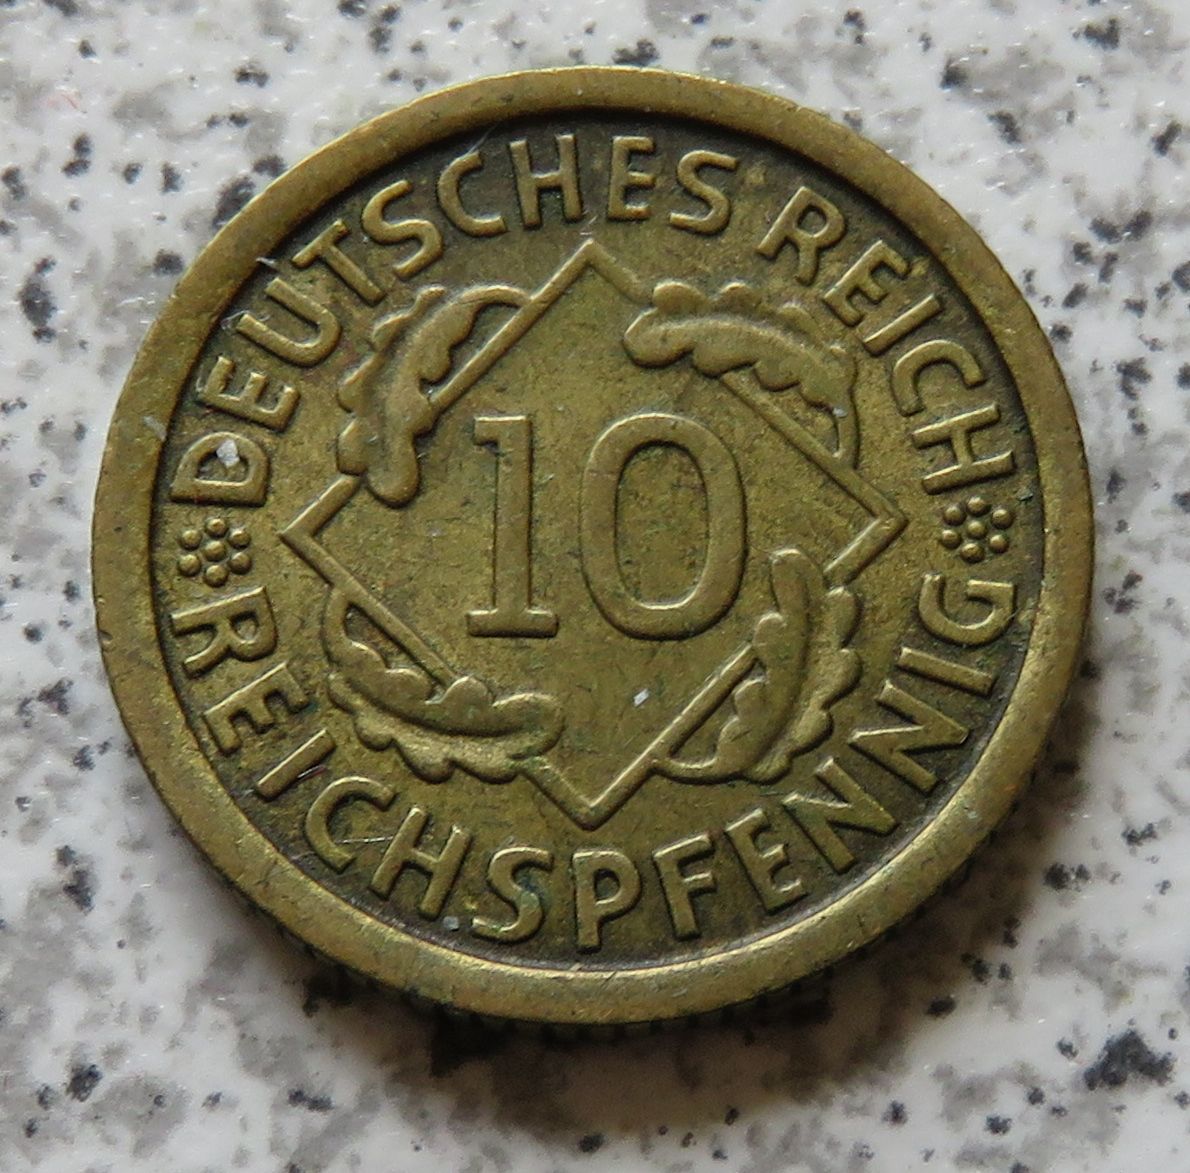 DEUTSCHES REICH
10
REICHSPFENNIG